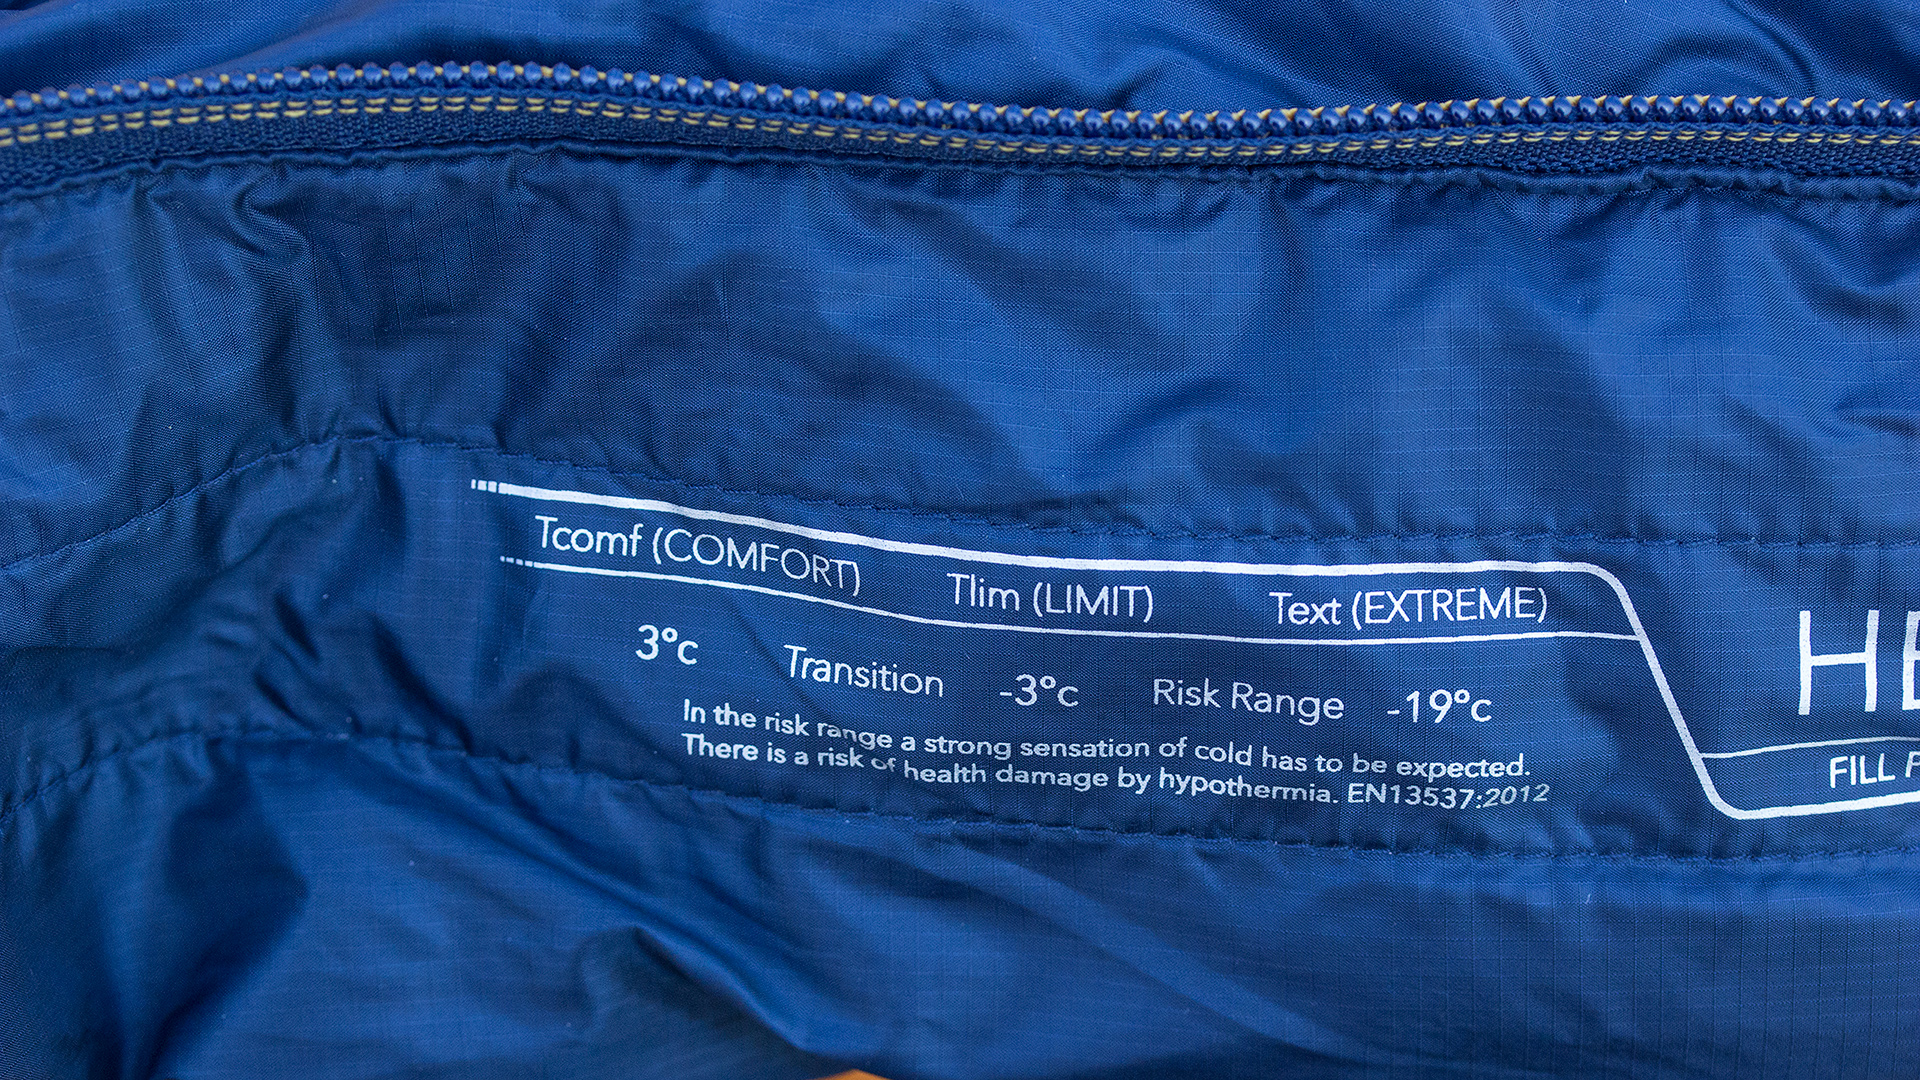 Tcomf (COMFORT) Tlim (LIMIT) Text (EXTREME)
3°c Transition -3°c Risk Range -19°c
In the risk range a strong sensation of cold has to be expected.
There is a risk of health damage by hypothermia. EN13537:2012
FILL